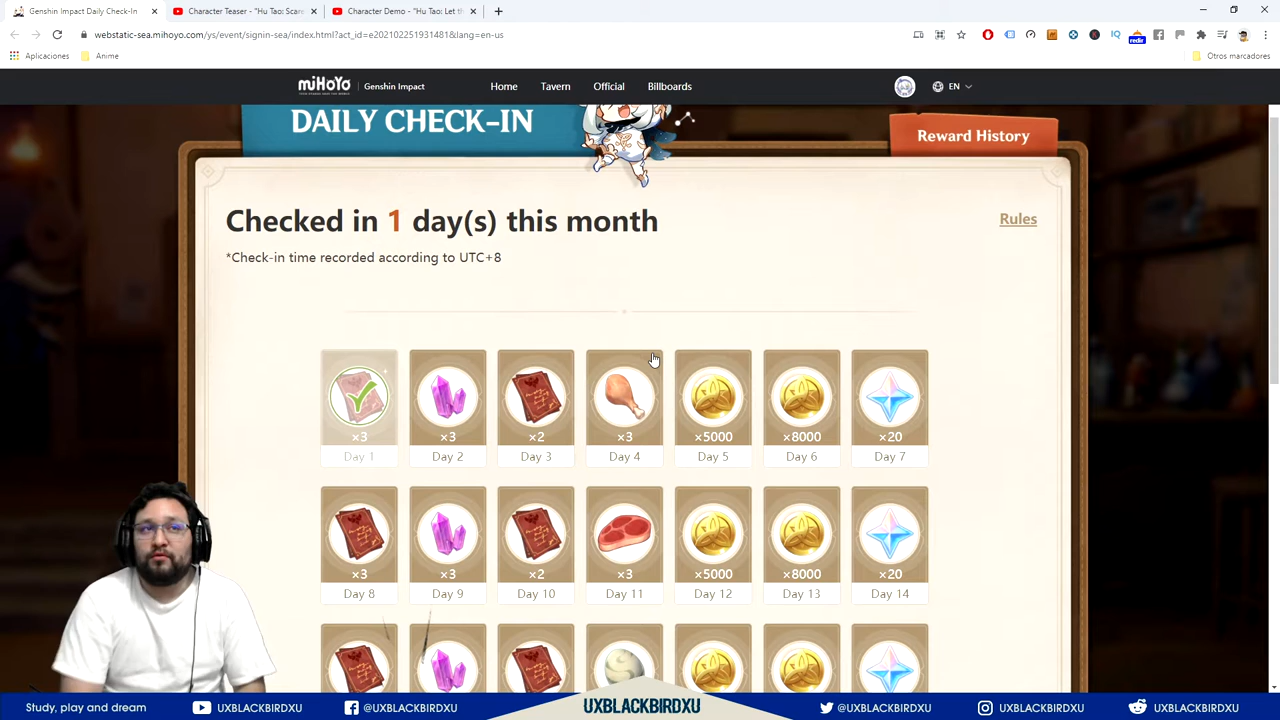 Genshin Impact Daily Check-In
Character Teaser - "Hu Tao: Scare
Character Demo - "Hu Tao: Let th
webstatic-sea.mihoyo.com/ys/event/signin-sea/index.html?act_id=e202102251931481&lang=en-us
Aplicaciones
Anime
Otros marcadores
miHoYo
Genshin Impact
Home
Tavern
Official
Billboards
EN
DAILY CHECK-IN
Reward History
Checked in 1 day(s) this month
Rules
*Check-in time recorded according to UTC+8
×3 ×3 ×2 ×3 ×5000 ×8000 ×20
Day 1 Day 2 Day 3 Day 4 Day 5 Day 6 Day 7
×3 ×3 ×2 ×3 ×5000 ×8000 ×20
Day 8 Day 9 Day 10 Day 11 Day 12 Day 13 Day 14
Study, play and dream
UXBLACKBIRDXU
@UXBLACKBIRDXU
UXBLACKBIRDXU
@UXBLACKBIRDXU
UXBLACKBIRDXU
UXBLACKBIRDXU